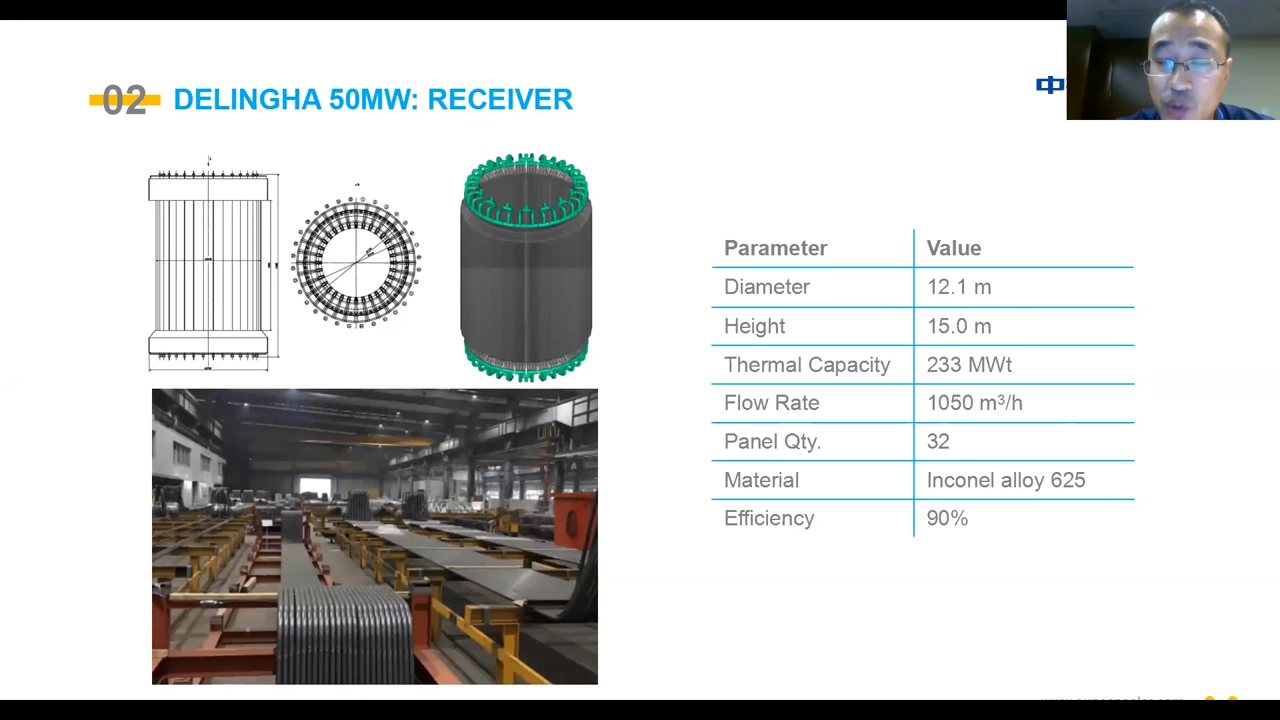 02 DELINGHA 50MW: RECEIVER
中
Parameter Value
Diameter 12.1 m
Height 15.0 m
Thermal Capacity 233 MWt
Flow Rate 1050 m³/h
Panel Qty. 32
Material Inconel alloy 625
Efficiency 90%